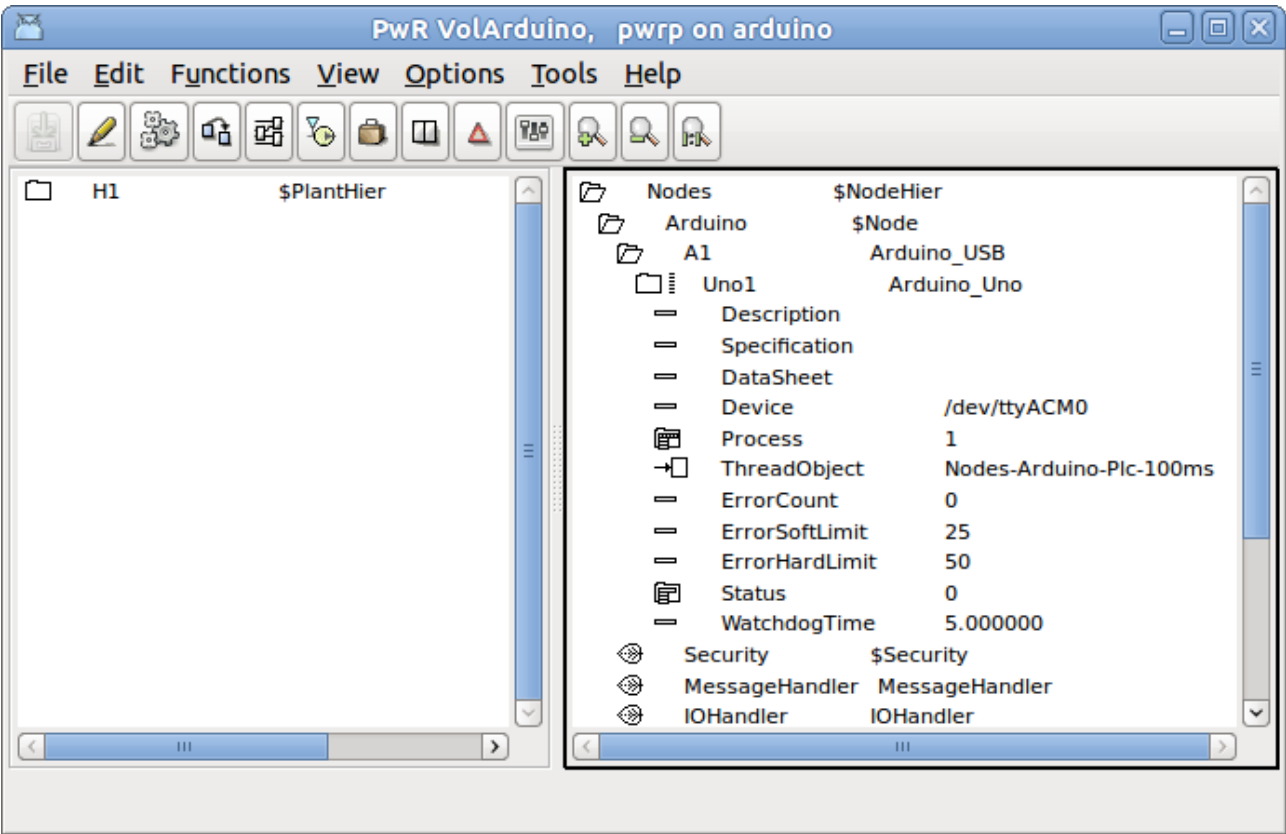 PwR VolArduino, pwrp on arduino
File Edit Functions View Options Tools Help
H1 $PlantHier
Nodes $NodeHier
Arduino $Node
A1 Arduino_USB
Uno1 Arduino_Uno
Description
Specification
DataSheet
Device /dev/ttyACM0
Process 1
ThreadObject Nodes-Arduino-Plc-100ms
ErrorCount 0
ErrorSoftLimit 25
ErrorHardLimit 50
Status 0
WatchdogTime 5.000000
Security $Security
MessageHandler MessageHandler
IOHandler IOHandler